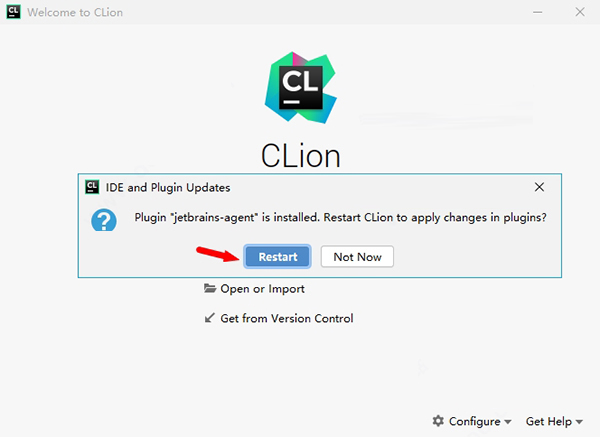 CL Welcome to CLion
CL
CLion
CL IDE and Plugin Updates
Plugin "jetbrains-agent" is installed. Restart CLion to apply changes in plugins?
Restart Not Now
Open or Import
Get from Version Control
Configure Get Help